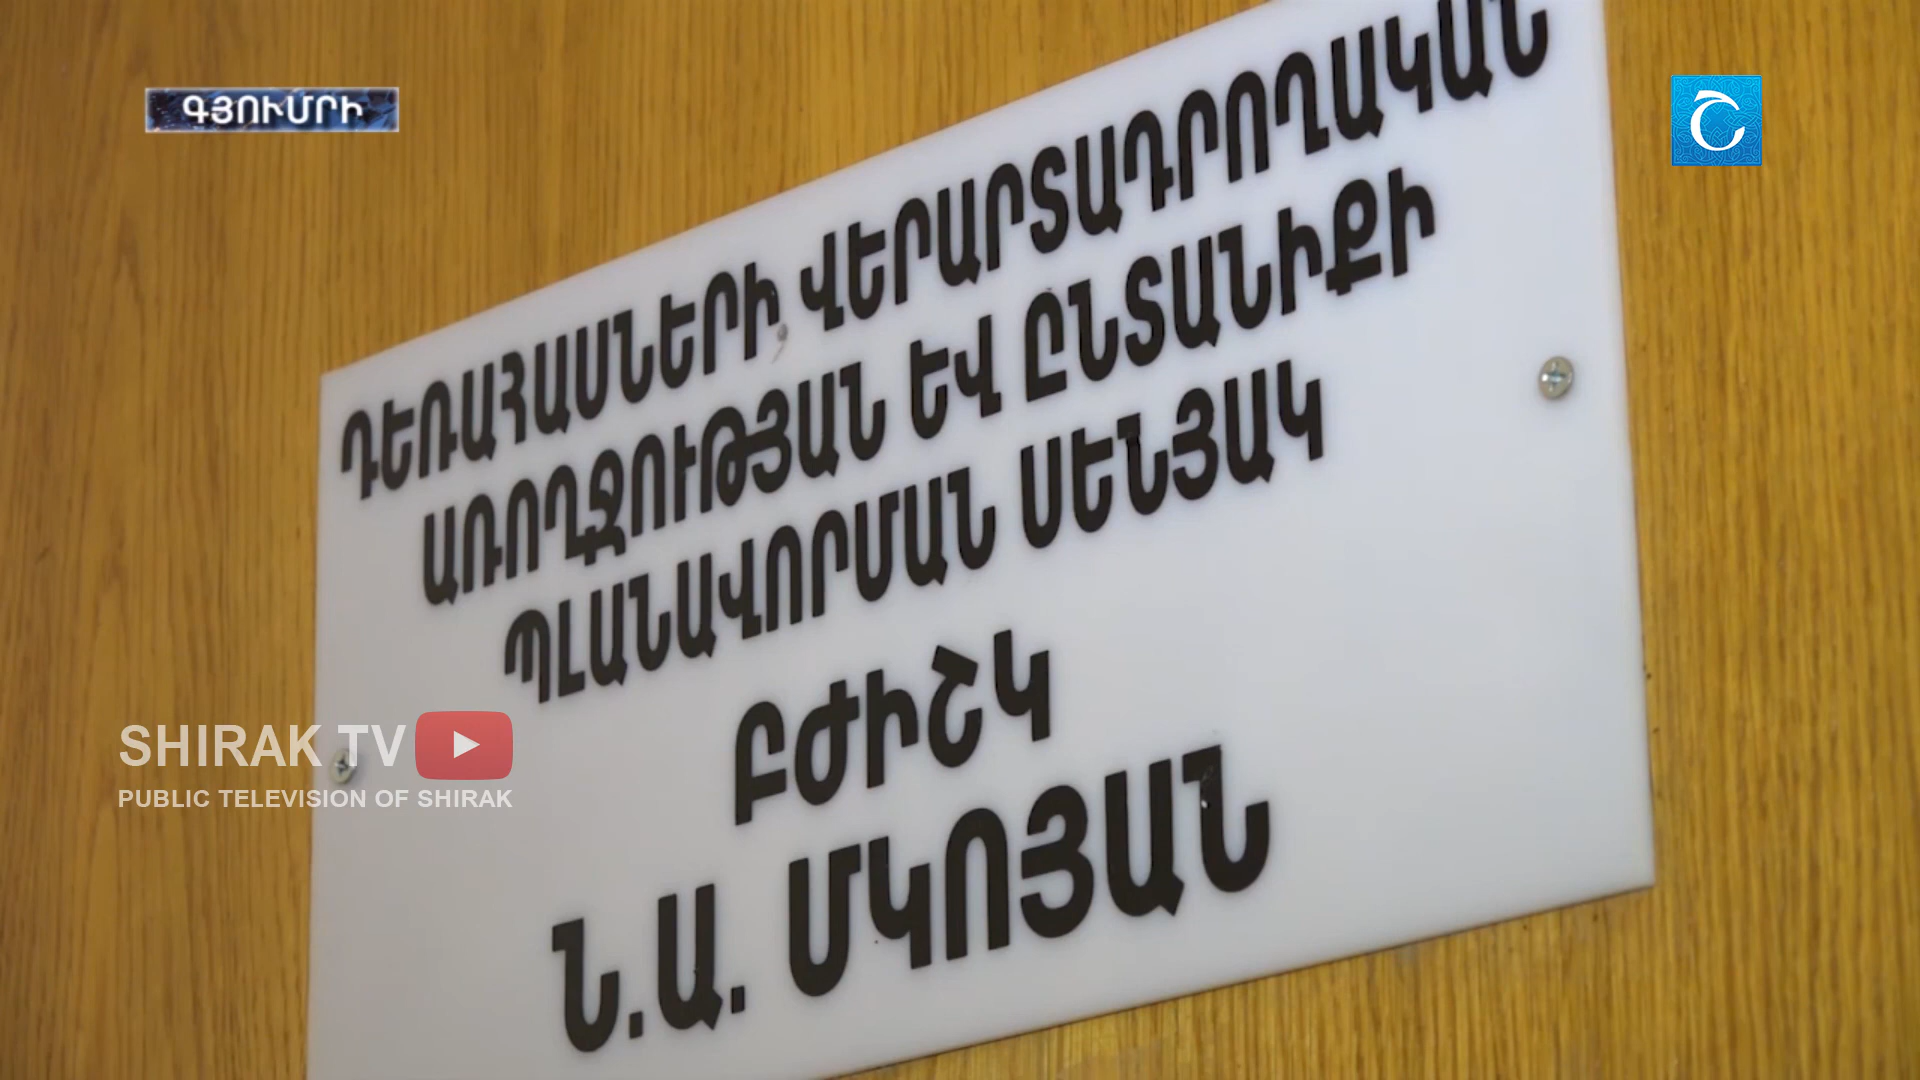 ԳՅՈՒՄՐԻ
ԴԵՌԱՀԱՍՆԵՐԻ ՎԵՐԱՐՏԱԴՐՈՂԱԿԱՆ
ԱՌՈՂՋՈՒԹՅԱՆ ԵՎ ԸՆՏԱՆԻՔԻ
ՊԼԱՆԱՎՈՐՄԱՆ ՍԵՆՅԱԿ
ԲԺԻՇԿ
Ն.Ա. ՄԿՈՅԱՆ
SHIRAK TV
PUBLIC TELEVISION OF SHIRAK